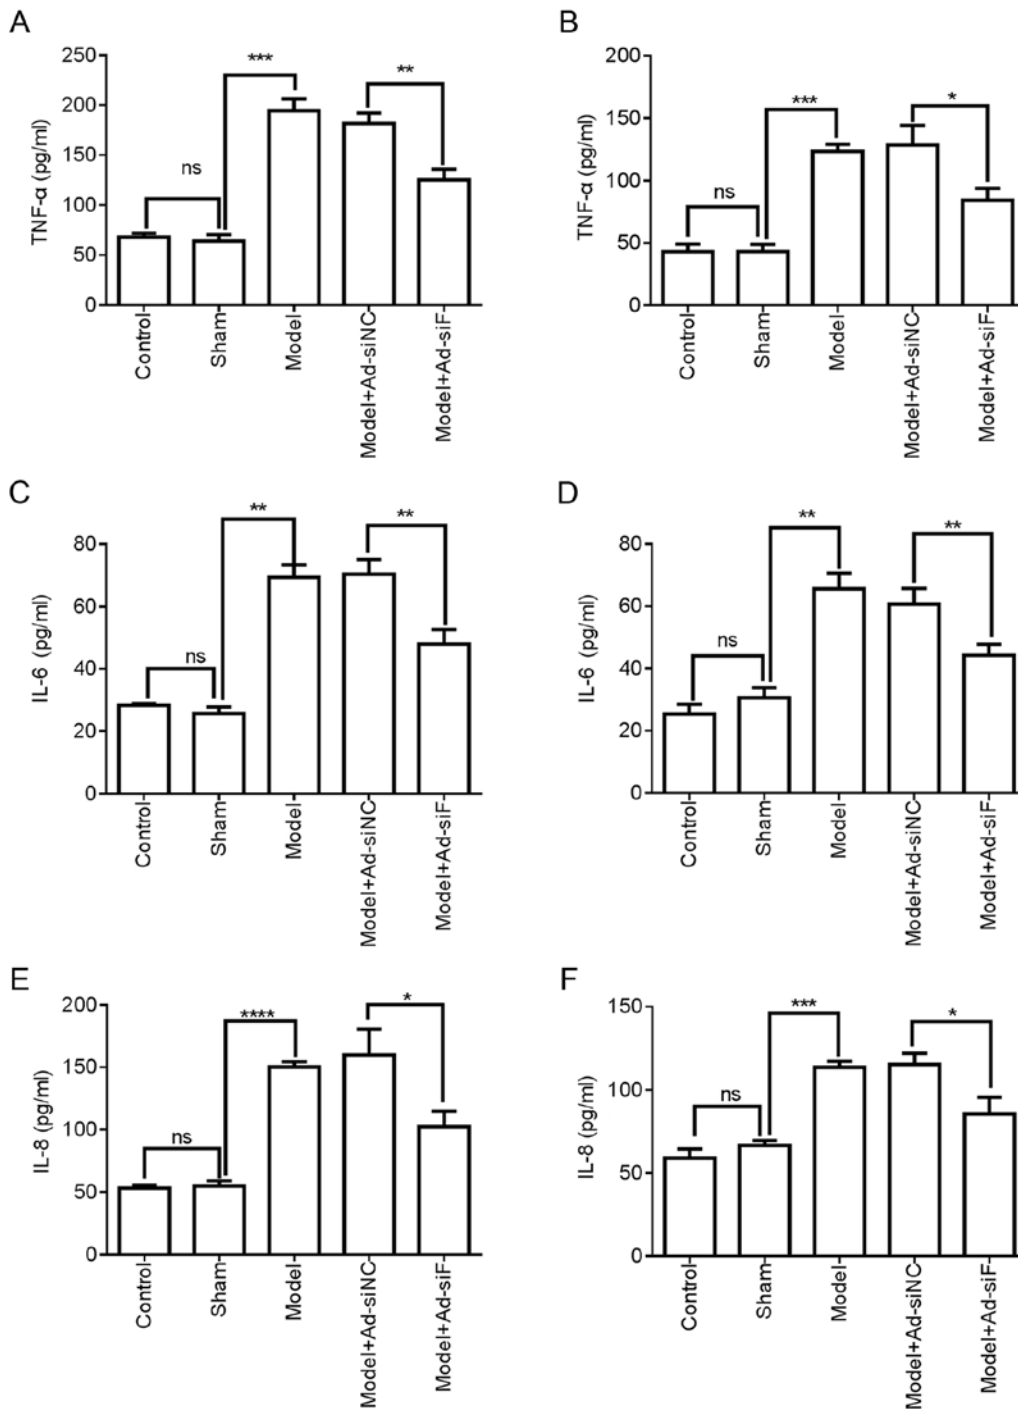 A
TNF-α (pg/ml)
250
200
150
100
50
0
ns
***
**
Control
Sham
Model
Model+Ad-siNC
Model+Ad-siF
B
TNF-α (pg/ml)
200
150
100
50
0
ns
***
*
Control
Sham
Model
Model+Ad-siNC
Model+Ad-siF
C
IL-6 (pg/ml)
80
60
40
20
0
ns
**
**
Control
Sham
Model
Model+Ad-siNC
Model+Ad-siF
D
IL-6 (pg/ml)
80
60
40
20
0
ns
**
**
Control
Sham
Model
Model+Ad-siNC
Model+Ad-siF
E
IL-8 (pg/ml)
200
150
100
50
0
ns
****
*
Control
Sham
Model
Model+Ad-siNC
Model+Ad-siF
F
IL-8 (pg/ml)
150
100
50
0
ns
***
*
Control
Sham
Model
Model+Ad-siNC
Model+Ad-siF